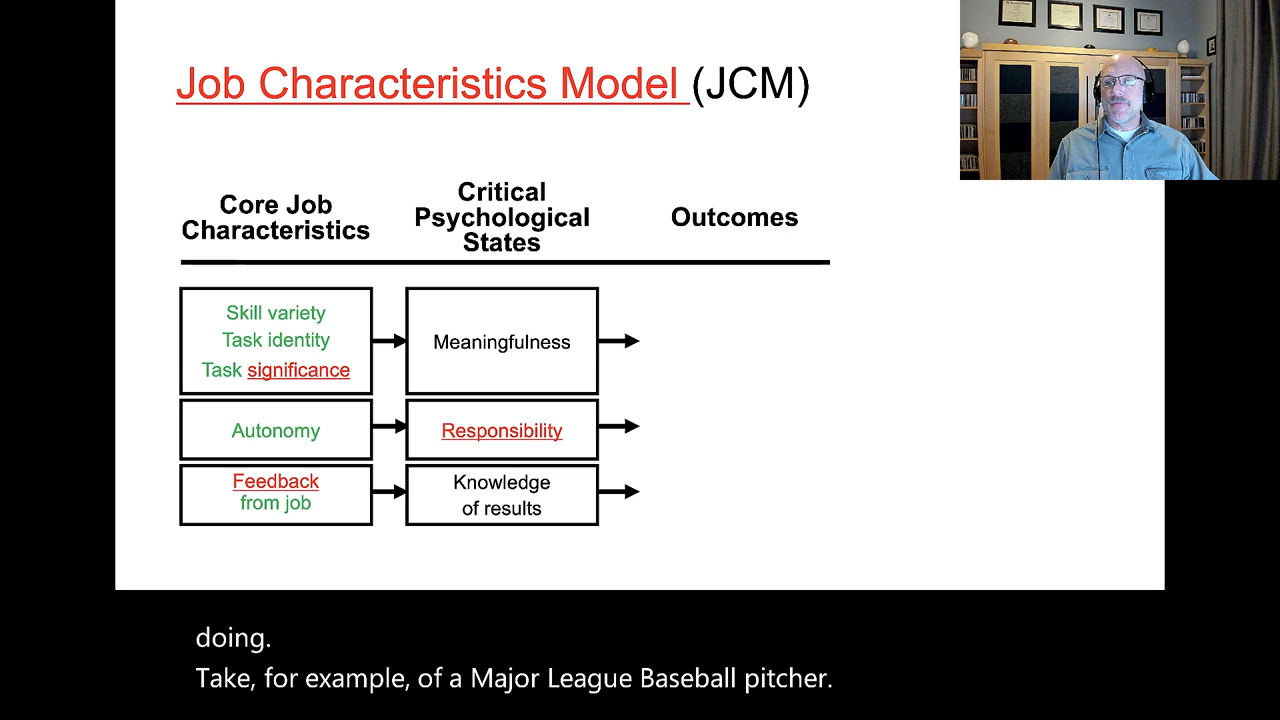 Job Characteristics Model (JCM)
Core Job
Characteristics
Critical
Psychological
States
Outcomes
Skill variety
Task identity
Task significance
Meaningfulness
Autonomy
Responsibility
Feedback
from job
Knowledge
of results
doing.
Take, for example, of a Major League Baseball pitcher.